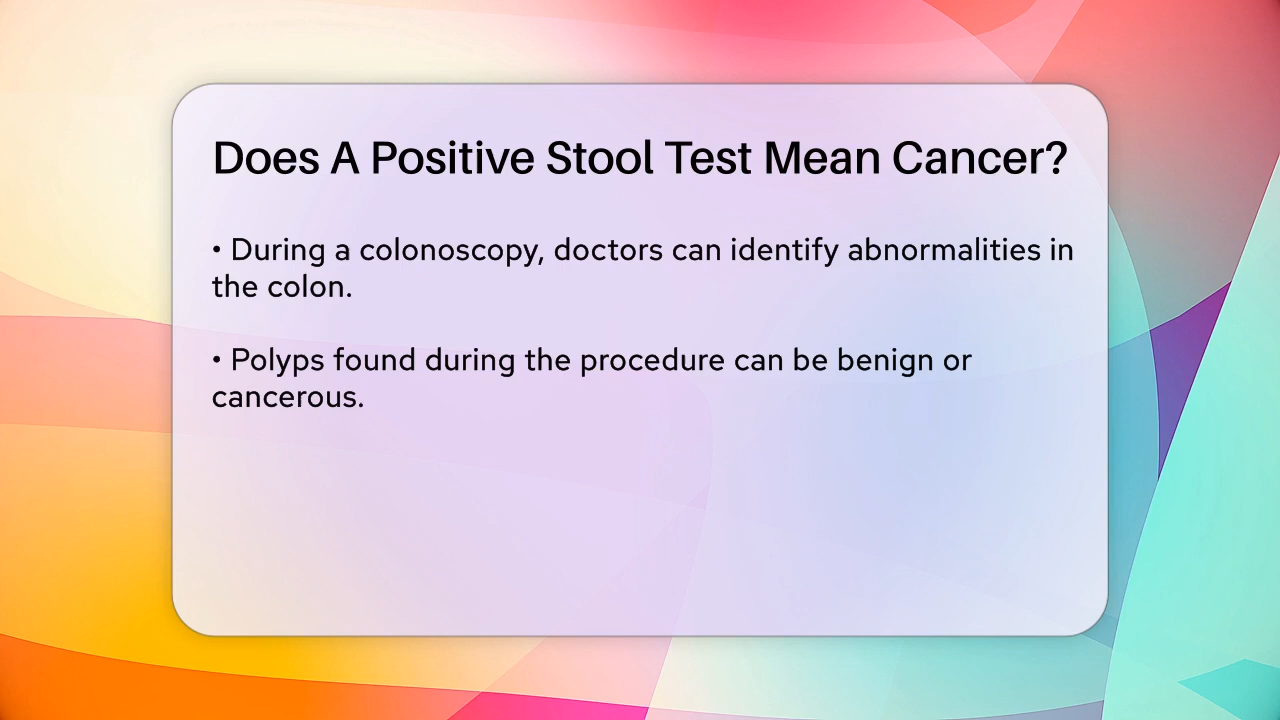 Does A Positive Stool Test Mean Cancer?
• During a colonoscopy, doctors can identify abnormalities in
the colon.
• Polyps found during the procedure can be benign or
cancerous.